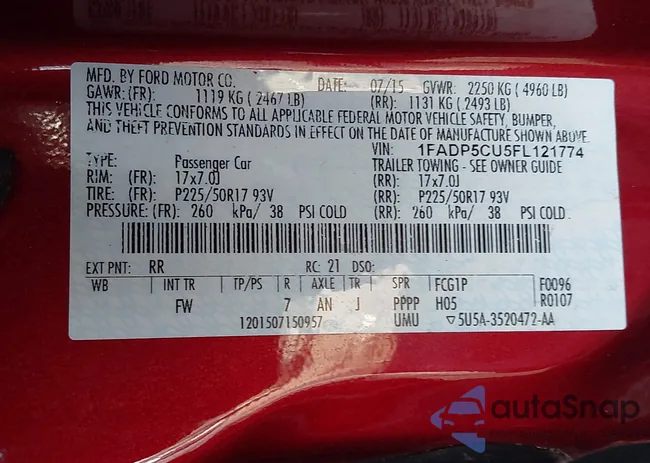 MFD. BY FORD MOTOR CO. DATE: 07/15 GVWR: 2250 KG ( 4960 LB)
GAWR: (FR): 1119 KG ( 2467 LB) (RR): 1131 KG ( 2493 LB)
THIS VEHICLE CONFORMS TO ALL APPLICABLE FEDERAL MOTOR VEHICLE SAFETY, BUMPER,
AND THEFT PREVENTION STANDARDS IN EFFECT ON THE DATE OF MANUFACTURE SHOWN ABOVE.
VIN: 1FADP5CU5FL121774
TYPE: Passenger Car TRAILER TOWING - SEE OWNER GUIDE
RIM: (FR): 17x7.0J (RR): 17x7.0J
TIRE: (FR): P225/50R17 93V (RR): P225/50R17 93V
PRESSURE: (FR): 260 kPa/ 38 PSI COLD (RR): 260 kPa/ 38 PSI COLD
EXT PNT: RR RC: 21 DSO:
WB INT TR TP/PS R AXLE TR SPR FCG1P F0096
FW 7 AN J PPPP H05 R0107
1201507150957 UMU ▽5U5A-3520472-AA
autoSnap